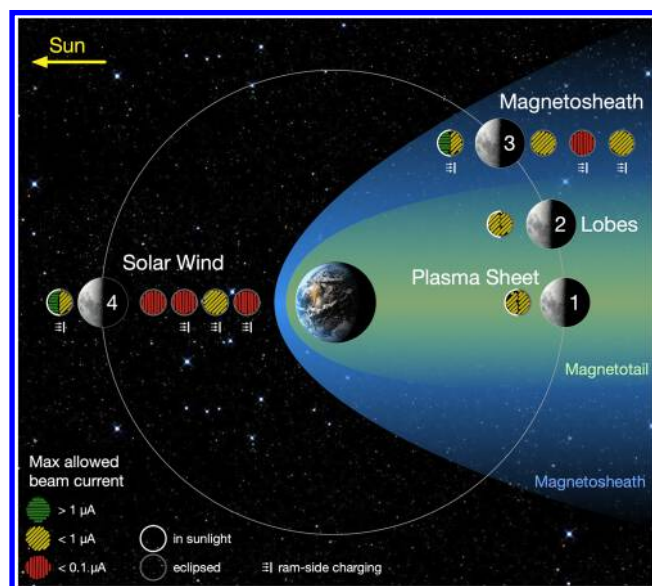 Sun
Magnetosheath
3
2
Lobes
Solar Wind
Plasma Sheet
4
1
Magnetotail
Max allowed
beam current
Magnetosheath
> 1 µA
< 1 µA
in sunlight
< 0.1 µA
eclipsed
ram-side charging